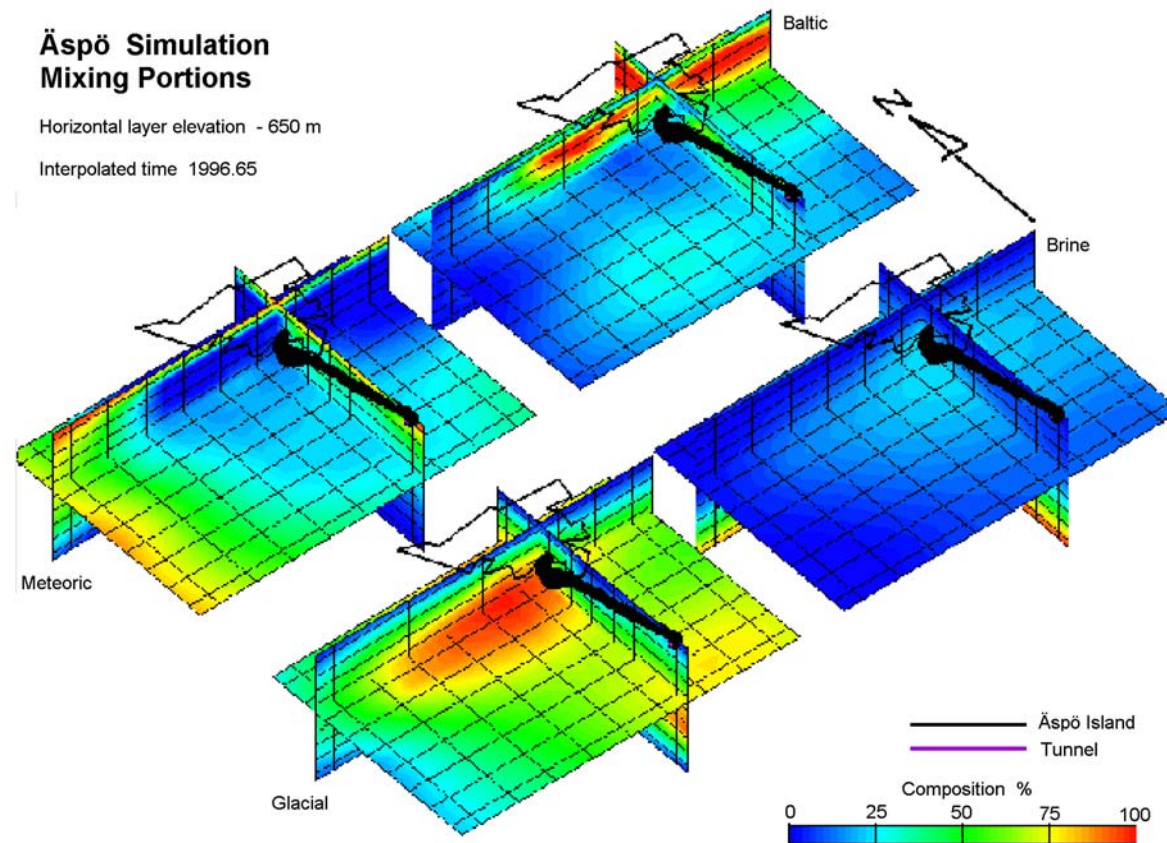 Äspö Simulation
Mixing Portions
Horizontal layer elevation - 650 m
Interpolated time 1996.65
Baltic
N
Brine
Meteoric
Glacial
Äspö Island
Tunnel
Composition %
0 25 50 75 100